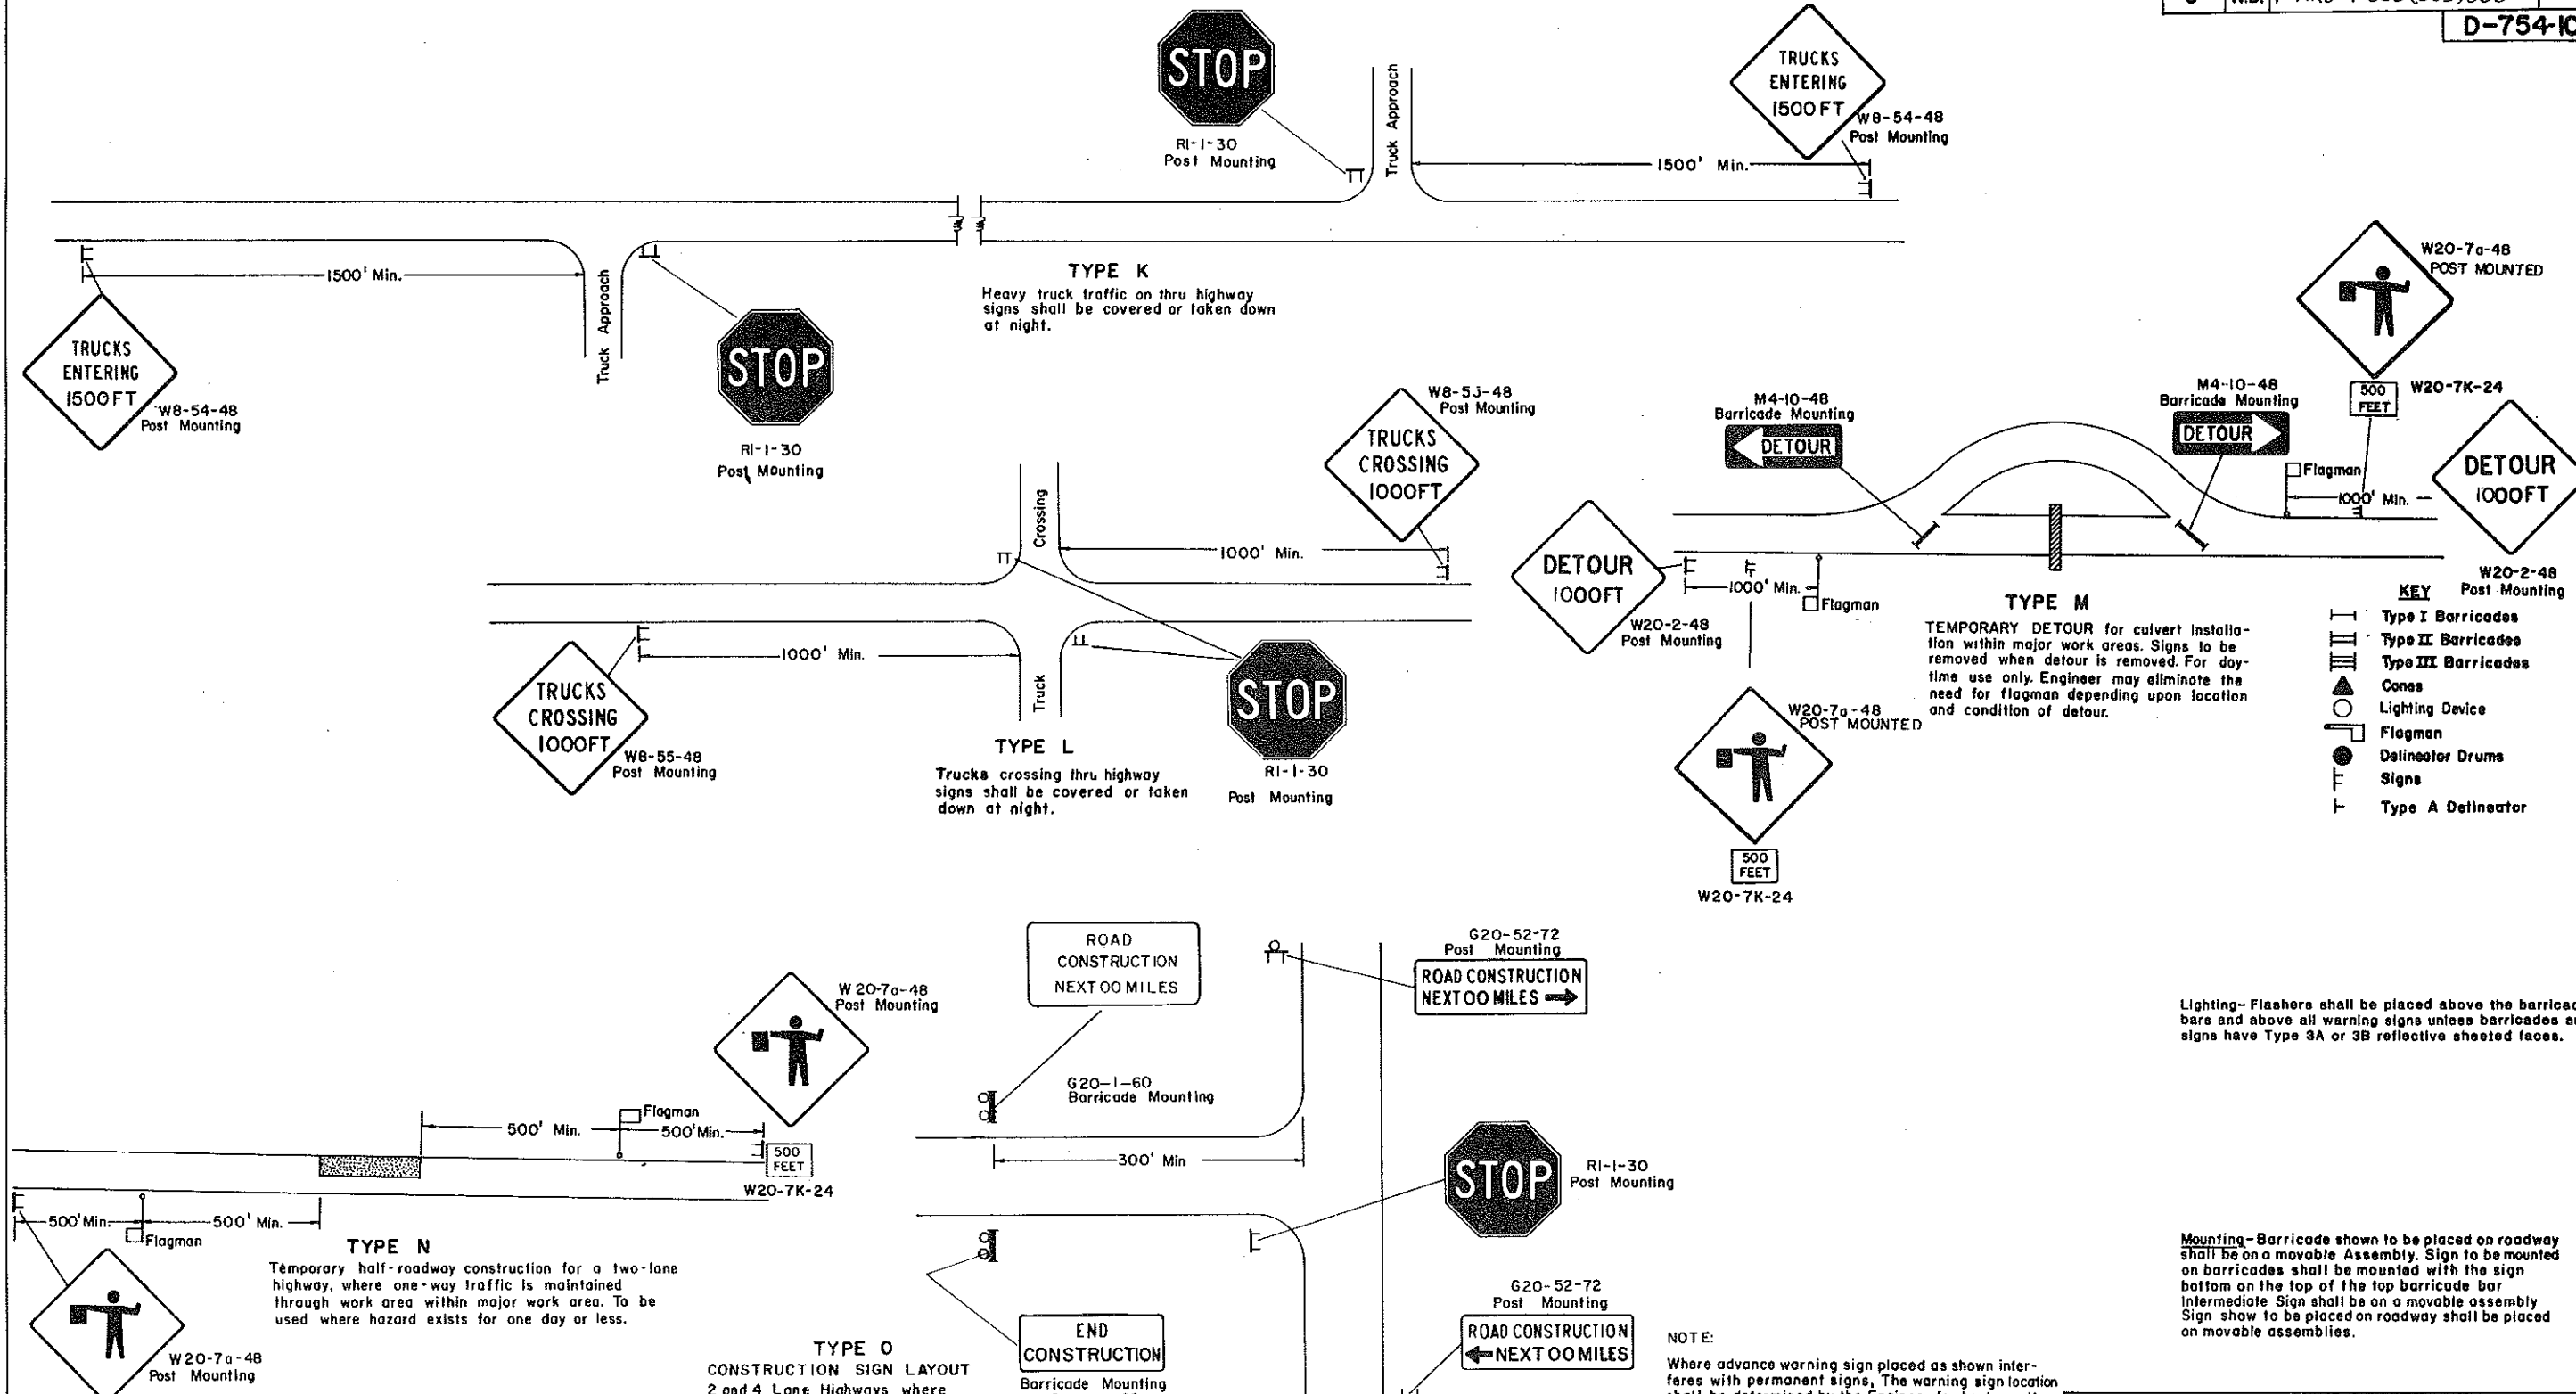 D-754-10
STOP
R1-1-30
Post Mounting
Truck Approach
TRUCKS
ENTERING
1500FT
W8-54-48
Post Mounting
1500' Min.
1500' Min.
Truck Approach
TRUCKS
ENTERING
1500FT
W8-54-48
Post Mounting
STOP
R1-1-30
Post Mounting
TYPE K
Heavy truck traffic on thru highway
signs shall be covered or taken down
at night.
W8-55-48
Post Mounting
TRUCKS
CROSSING
1000FT
Crossing
1000' Min.
1000' Min.
Truck
TRUCKS
CROSSING
1000FT
W8-55-48
Post Mounting
STOP
R1-1-30
Post Mounting
TYPE L
Trucks crossing thru highway
signs shall be covered or taken
down at night.
W20-7a-48
POST MOUNTED
500
FEET
W20-7K-24
M4-10-48
Barricade Mounting
DETOUR
M4-10-48
Barricade Mounting
DETOUR
Flagman
1000' Min.
DETOUR
1000FT
W20-2-48
Post Mounting
DETOUR
1000FT
W20-2-48
Post Mounting
1000' Min.
Flagman
TYPE M
TEMPORARY DETOUR for culvert installa-
tion within major work areas. Signs to be
removed when detour is removed. For day-
time use only. Engineer may eliminate the
need for flagman depending upon location
and condition of detour.
W20-7a-48
POST MOUNTED
500
FEET
W20-7K-24
KEY
Type I Barricades
Type II Barricades
Type III Barricades
Cones
Lighting Device
Flagman
Delineator Drums
Signs
Type A Delineator
W20-7a-48
Post Mounting
Flagman
500' Min.
500'Min.
500
FEET
W20-7K-24
500'Min.
500' Min.
Flagman
TYPE N
Temporary half-roadway construction for a two-lane
highway, where one-way traffic is maintained
through work area within major work area. To be
used where hazard exists for one day or less.
W20-7a-48
Post Mounting
ROAD
CONSTRUCTION
NEXT 00 MILES
G20-1-60
Barricade Mounting
G20-52-72
Post Mounting
ROAD CONSTRUCTION
NEXT 00 MILES
300' Min
STOP
R1-1-30
Post Mounting
TYPE O
CONSTRUCTION SIGN LAYOUT
2 and 4 Lane Highways where
END
CONSTRUCTION
Barricade Mounting
G20-52-72
Post Mounting
ROAD CONSTRUCTION
NEXT 00 MILES
NOTE:
Where advance warning sign placed as shown inter-
feres with permanent signs, The warning sign location
Lighting- Flashers shall be placed above the barricad
bars and above all warning signs unless barricades an
signs have Type 3A or 3B reflective sheeted faces.
Mounting-Barricade shown to be placed on roadway
shall be on a movable Assembly. Sign to be mounted
on barricades shall be mounted with the sign
bottom on the top of the top barricade bar
Intermediate Sign shall be on a movable assembly
Sign show to be placed on roadway shall be placed
on movable assemblies.